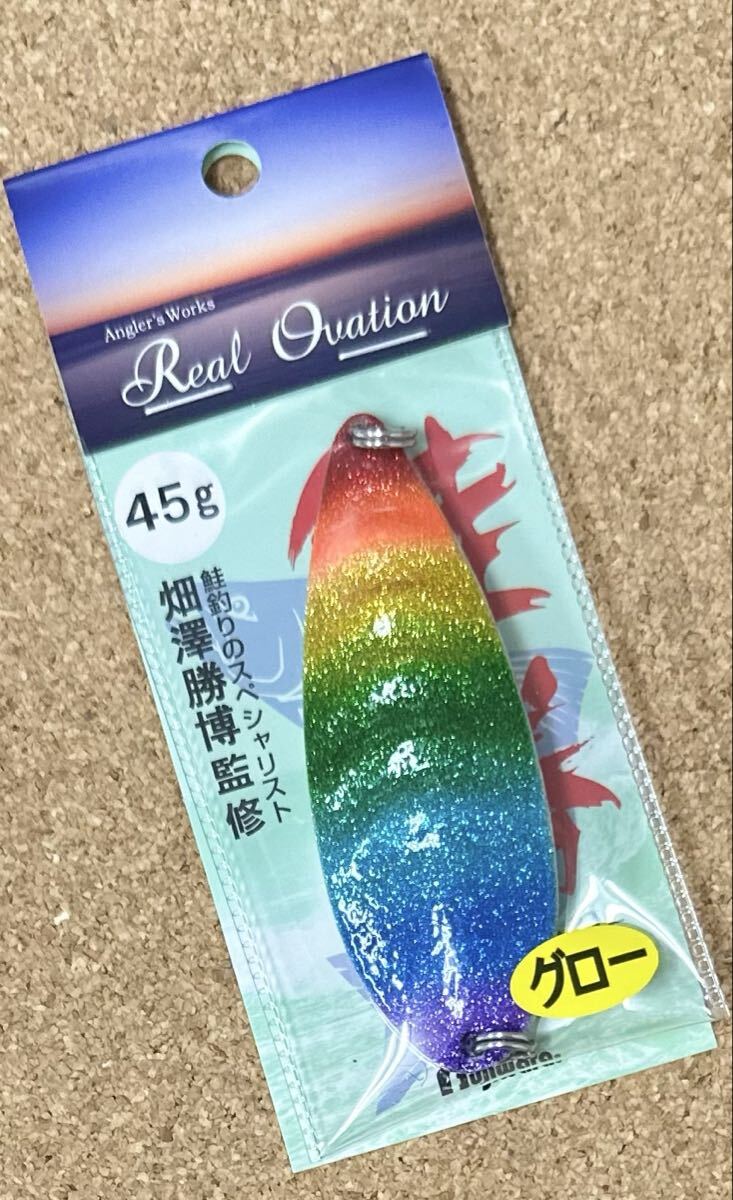 Angler's Works
Real Ovation
45g
鮭釣りのスペシャリスト
畑澤勝博監修
グロー
Fujiwara.